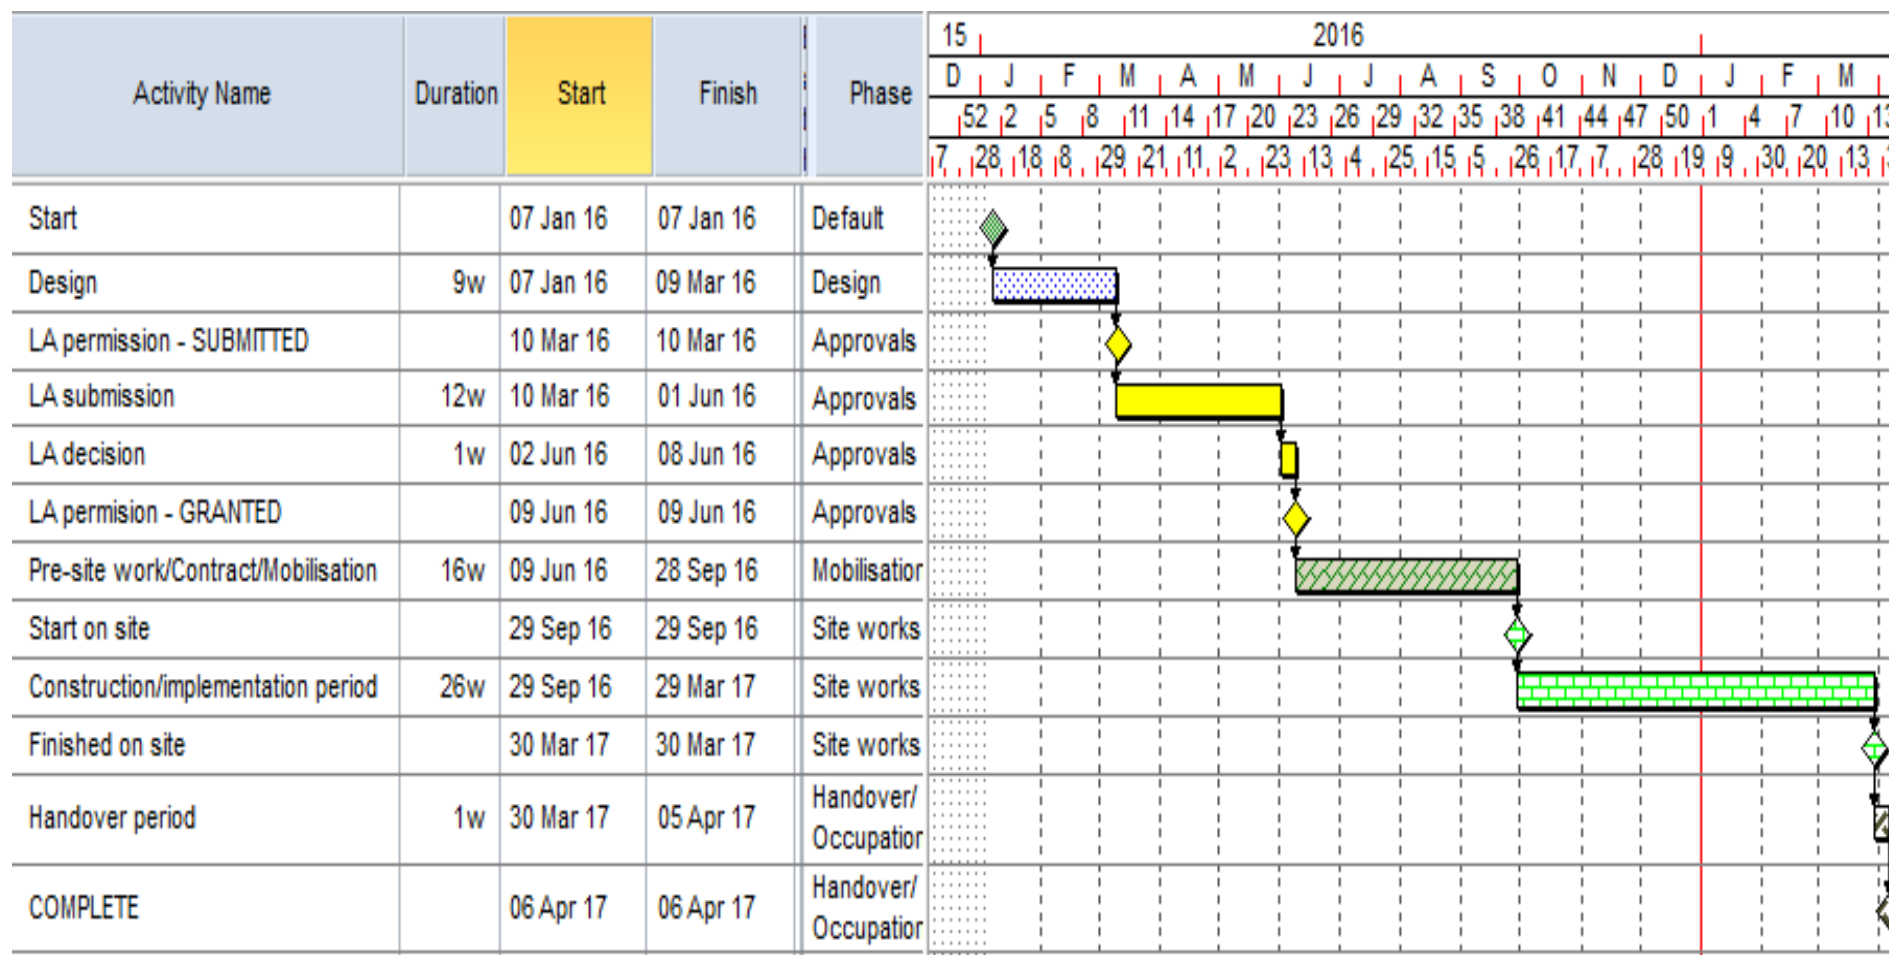 15 2016
D J F M A M J J A S O N D J F M
Activity Name Duration Start Finish Phase
52 2 5 8 11 14 17 20 23 26 29 32 35 38 41 44 47 50 1 4 7 10
7 28 18 8 29 21 11 2 23 13 4 25 15 5 26 17 7 28 19 9 30 20 13
Start 07 Jan 16 07 Jan 16 Default
Design 9w 07 Jan 16 09 Mar 16 Design
LA permission - SUBMITTED 10 Mar 16 10 Mar 16 Approvals
LA submission 12w 10 Mar 16 01 Jun 16 Approvals
LA decision 1w 02 Jun 16 08 Jun 16 Approvals
LA permision - GRANTED 09 Jun 16 09 Jun 16 Approvals
Pre-site work/Contract/Mobilisation 16w 09 Jun 16 28 Sep 16 Mobilisation
Start on site 29 Sep 16 29 Sep 16 Site works
Construction/implementation period 26w 29 Sep 16 29 Mar 17 Site works
Finished on site 30 Mar 17 30 Mar 17 Site works
Handover period 1w 30 Mar 17 05 Apr 17 Handover/
Occupation
COMPLETE 06 Apr 17 06 Apr 17 Handover/
Occupation